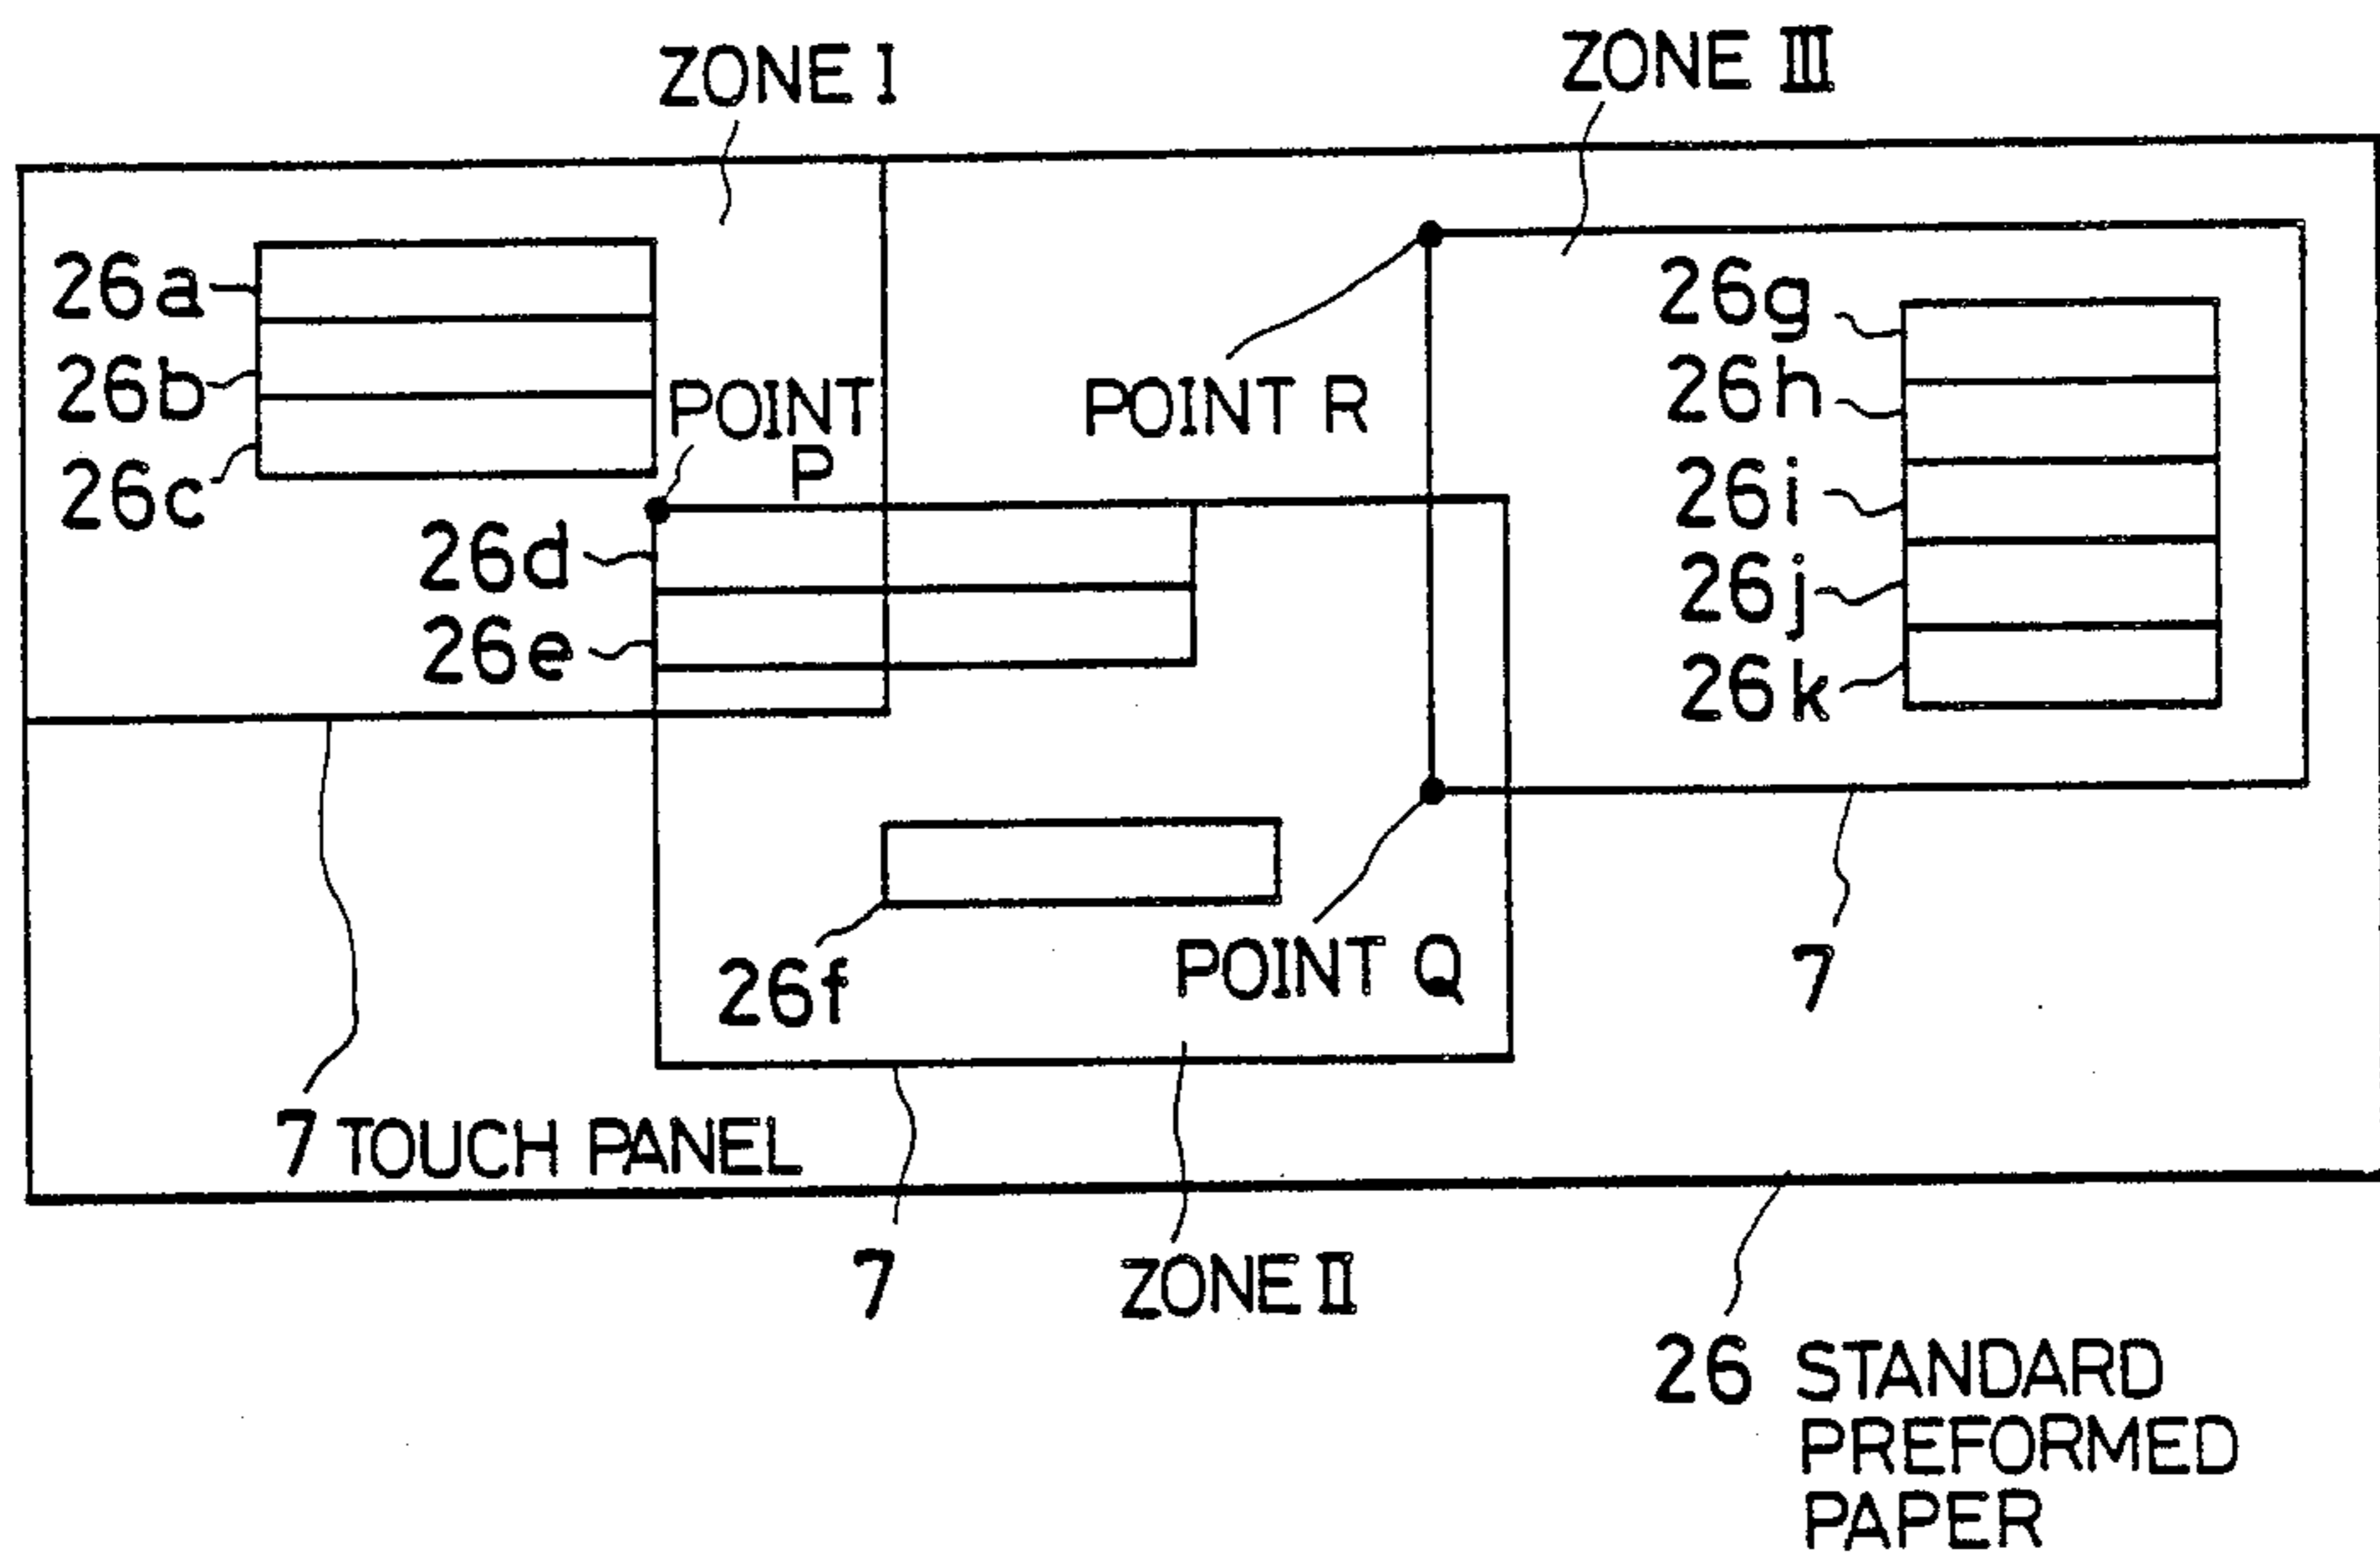 ZONE I
ZONE III
26a
26b
26c
POINT
P
POINT R
26d
26e
26g
26h
26i
26j
26k
26f
POINT Q
7
7 TOUCH PANEL
7
ZONE II
26 STANDARD
PREFORMED
PAPER